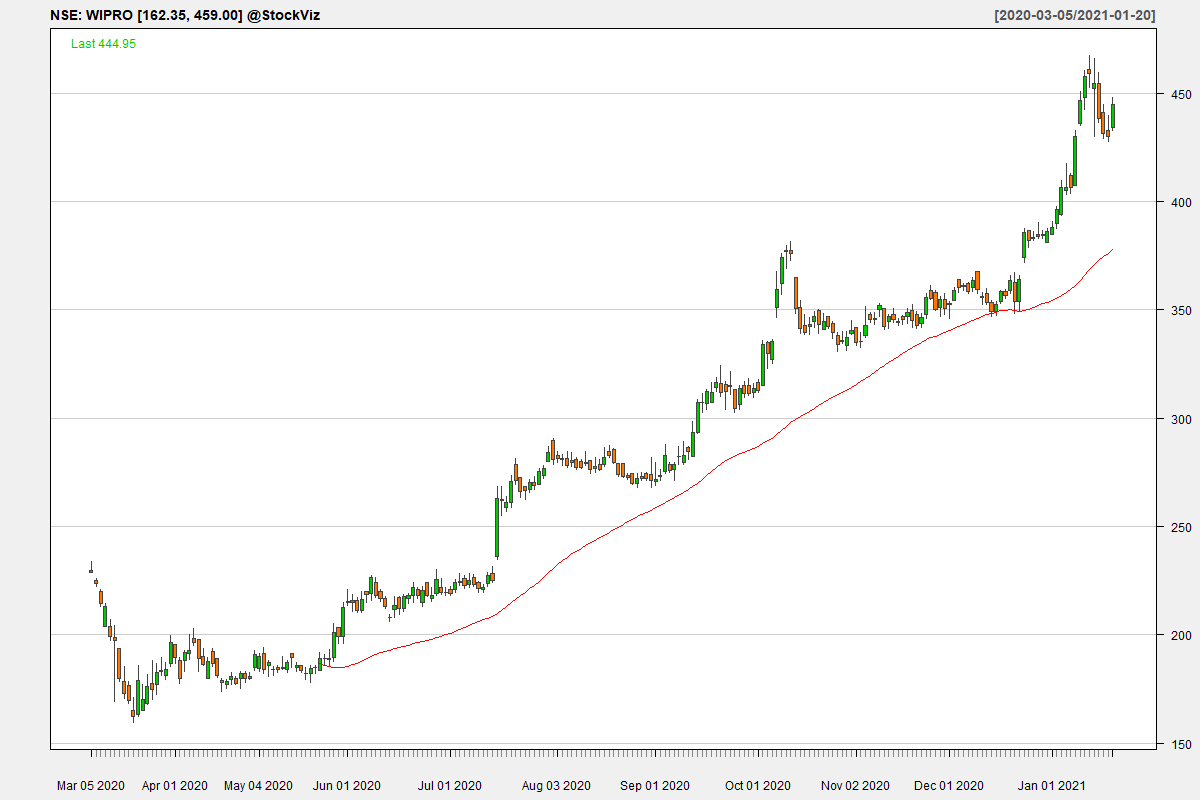 NSE: WIPRO [162.35, 459.00] @StockViz
[2020-03-05/2021-01-20]
Last 444.95
450
400
350
300
250
200
150
Mar 05 2020
Apr 01 2020
May 04 2020
Jun 01 2020
Jul 01 2020
Aug 03 2020
Sep 01 2020
Oct 01 2020
Nov 02 2020
Dec 01 2020
Jan 01 2021